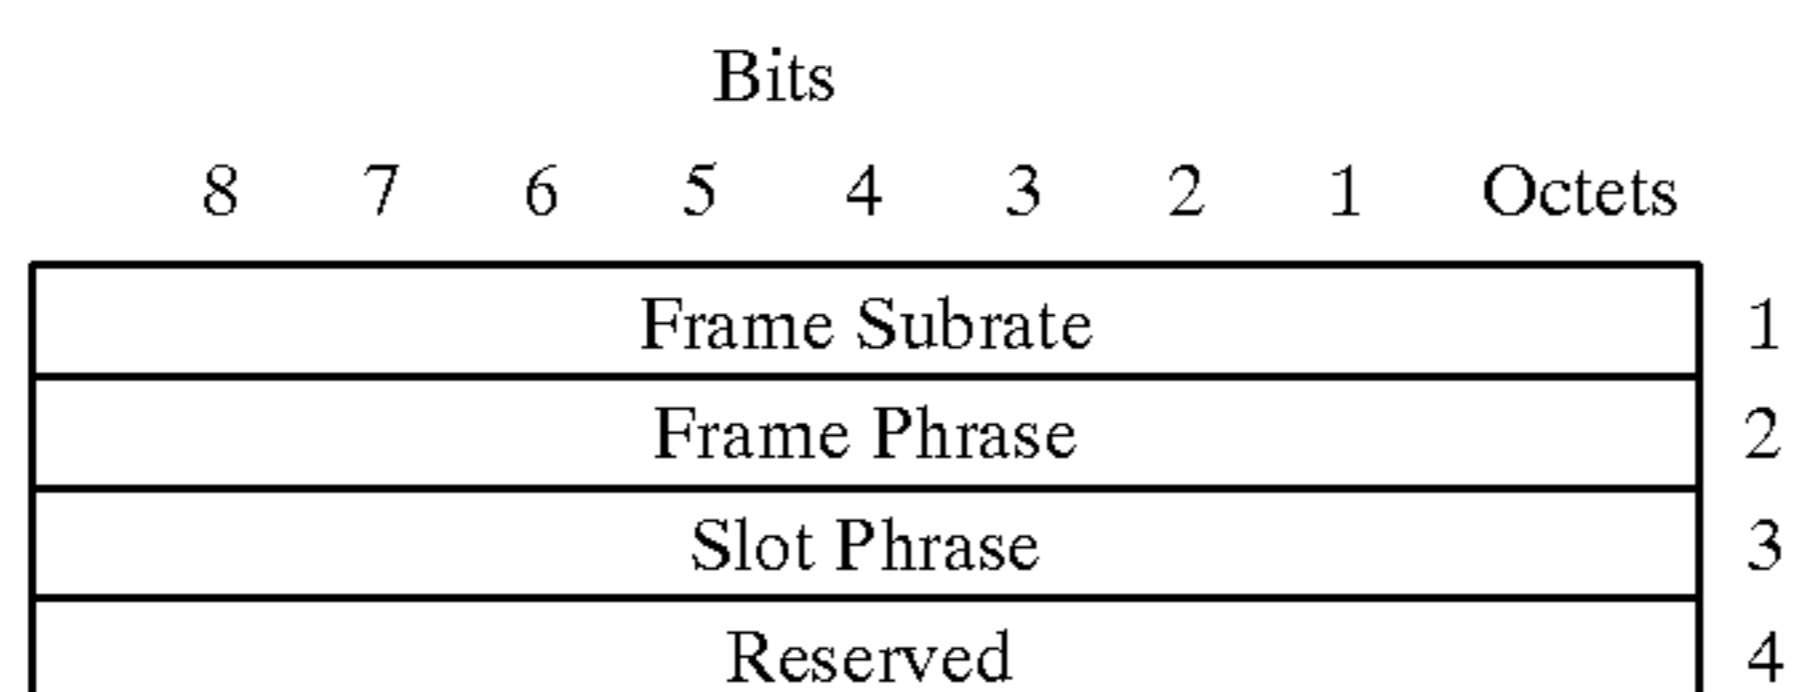 Bits
8 7 6 5 4 3 2 1 Octets
Frame Subrate 1
Frame Phrase 2
Slot Phrase 3
Reserved 4